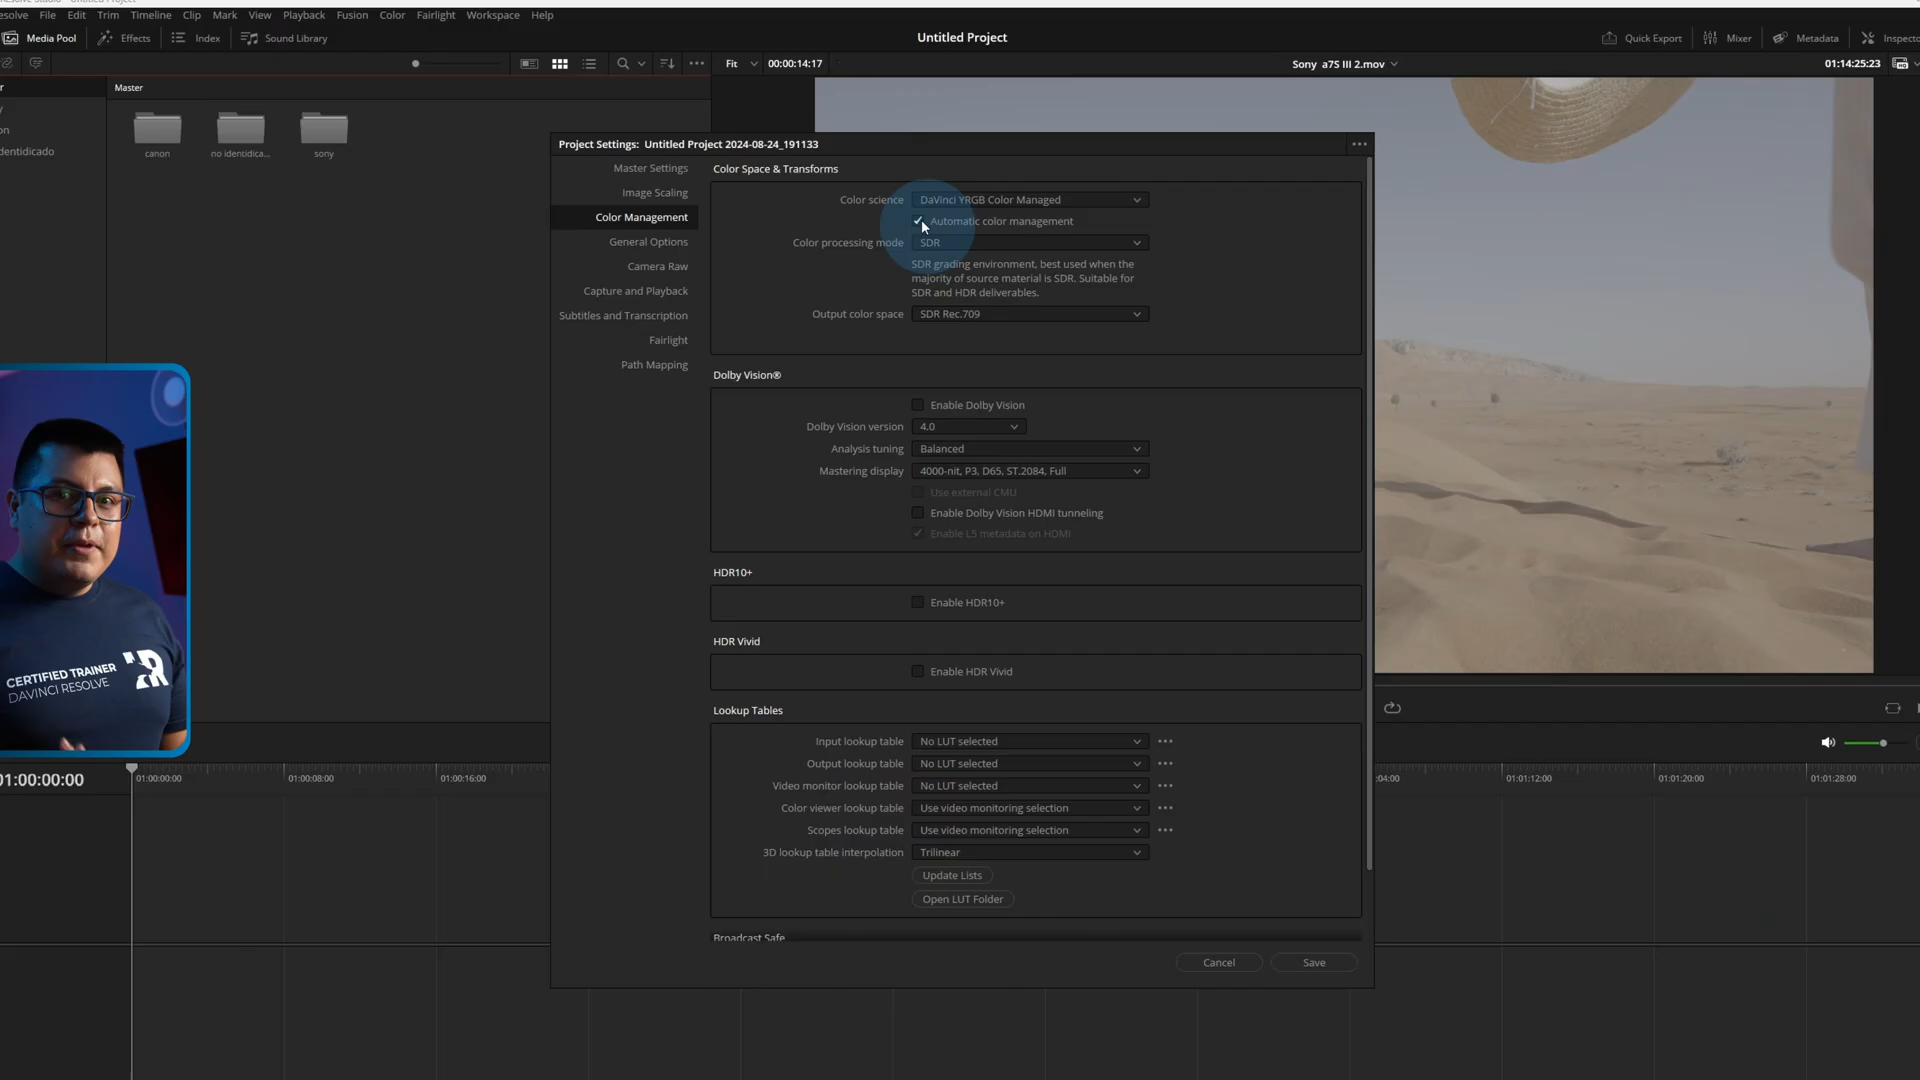 esolve File Edit Trim Timeline Clip Mark View Playback Fusion Color Fairlight Workspace Help
Media Pool Effects Index Sound Library
Untitled Project
Quick Export Mixer Metadata Inspecto
Fit 00:00:14:17
Sony a7S III 2.mov
01:14:25:23
Master
canon
no identidica...
sony
dentidicado
Project Settings: Untitled Project 2024-08-24_191133
Master Settings
Image Scaling
Color Management
General Options
Camera Raw
Capture and Playback
Subtitles and Transcription
Fairlight
Path Mapping
Color Space & Transforms
Color science DaVinci YRGB Color Managed
Automatic color management
Color processing mode SDR
SDR grading environment, best used when the
majority of source material is SDR. Suitable for
SDR and HDR deliverables.
Output color space SDR Rec.709
Dolby Vision®
Enable Dolby Vision
Dolby Vision version 4.0
Analysis tuning Balanced
Mastering display 4000-nit, P3, D65, ST.2084, Full
Use external CMU
Enable Dolby Vision HDMI tunneling
Enable L5 metadata on HDMI
HDR10+
Enable HDR10+
HDR Vivid
Enable HDR Vivid
Lookup Tables
Input lookup table No LUT selected
Output lookup table No LUT selected
Video monitor lookup table No LUT selected
Color viewer lookup table Use video monitoring selection
Scopes lookup table Use video monitoring selection
3D lookup table interpolation Trilinear
Update Lists
Open LUT Folder
Broadcast Safe
Cancel Save
CERTIFIED TRAINER
DAVINCI RESOLVE
01:00:00:00
01:00:00:00 01:00:08:00 01:00:16:00 :04:00 01:01:12:00 01:01:20:00 01:01:28:00